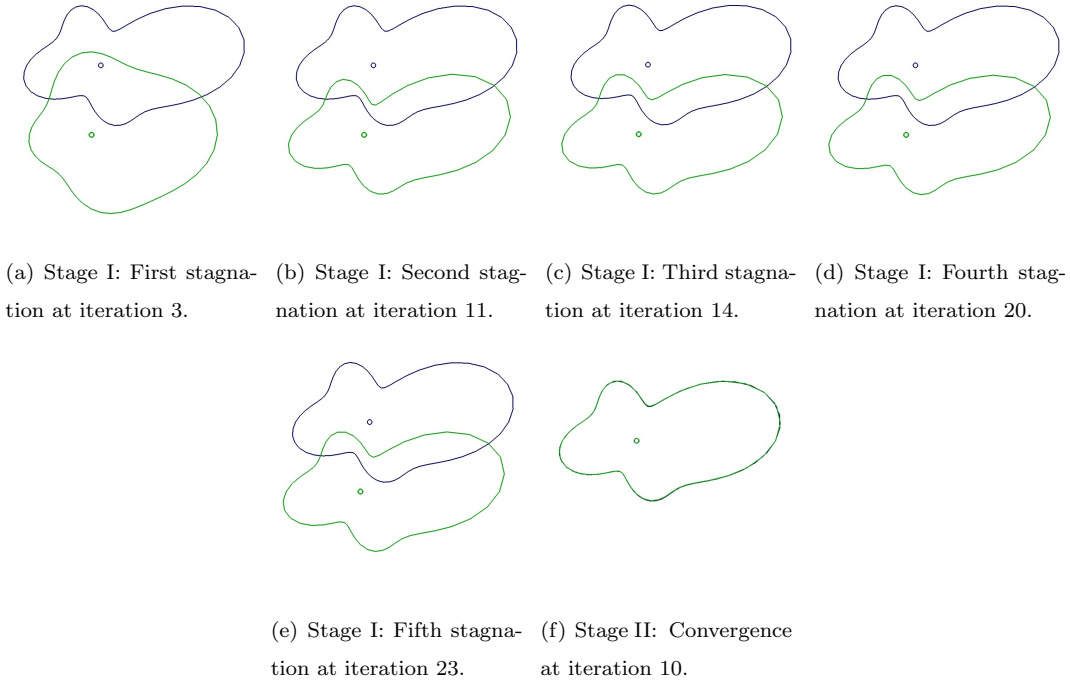 (a) Stage I: First stagna-
tion at iteration 3.
(b) Stage I: Second stag-
nation at iteration 11.
(c) Stage I: Third stagna-
tion at iteration 14.
(d) Stage I: Fourth stag-
nation at iteration 20.
(e) Stage I: Fifth stagna-
tion at iteration 23.
(f) Stage II: Convergence
at iteration 10.